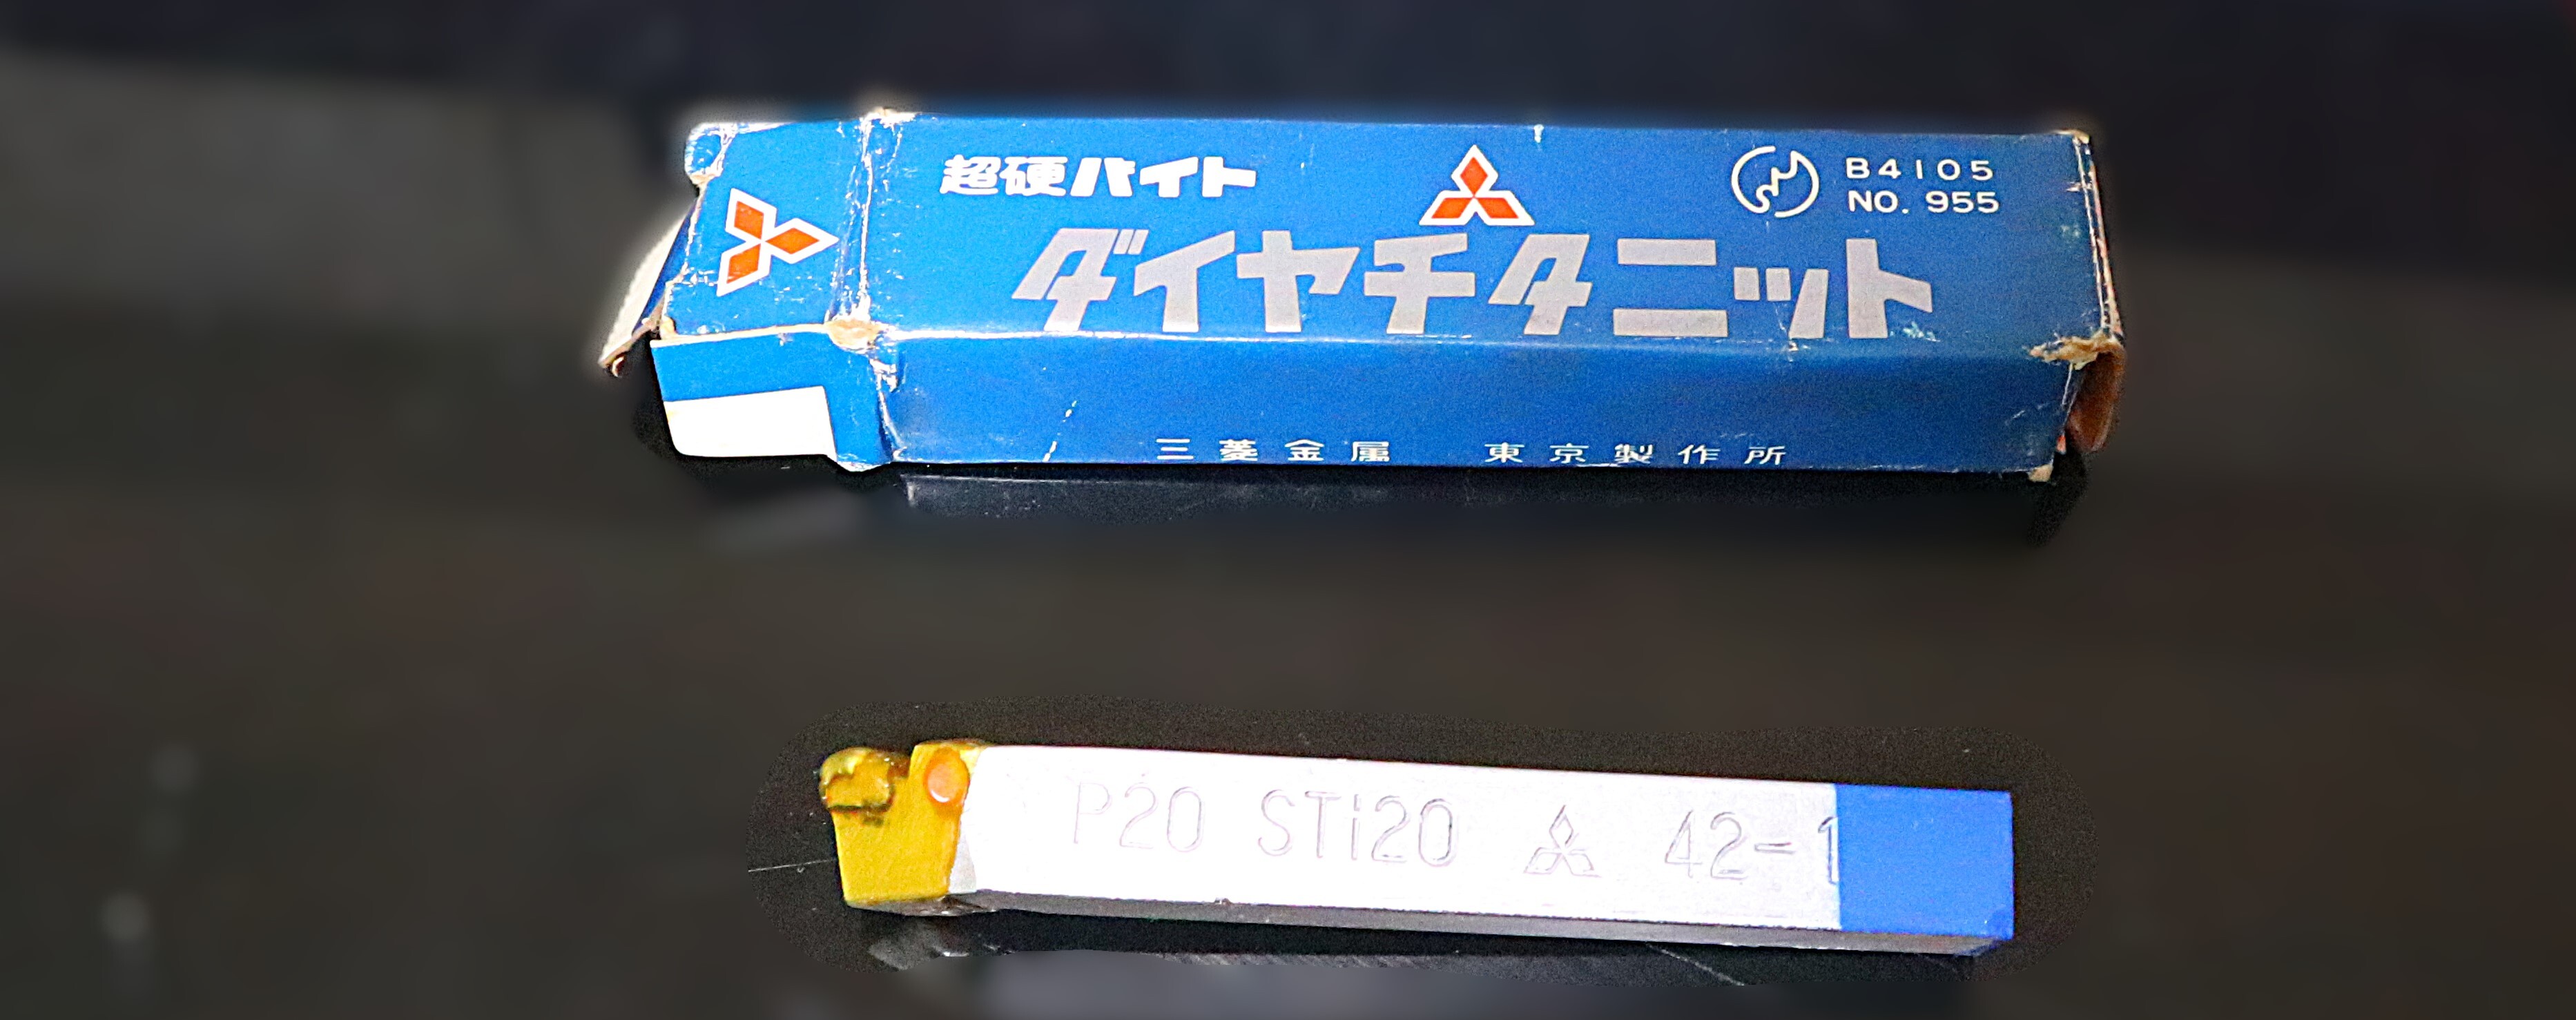 超硬バイト
B4105
NO. 955
ダイヤチタニット
三菱金属 東京製作所
P20 STi20 42-1